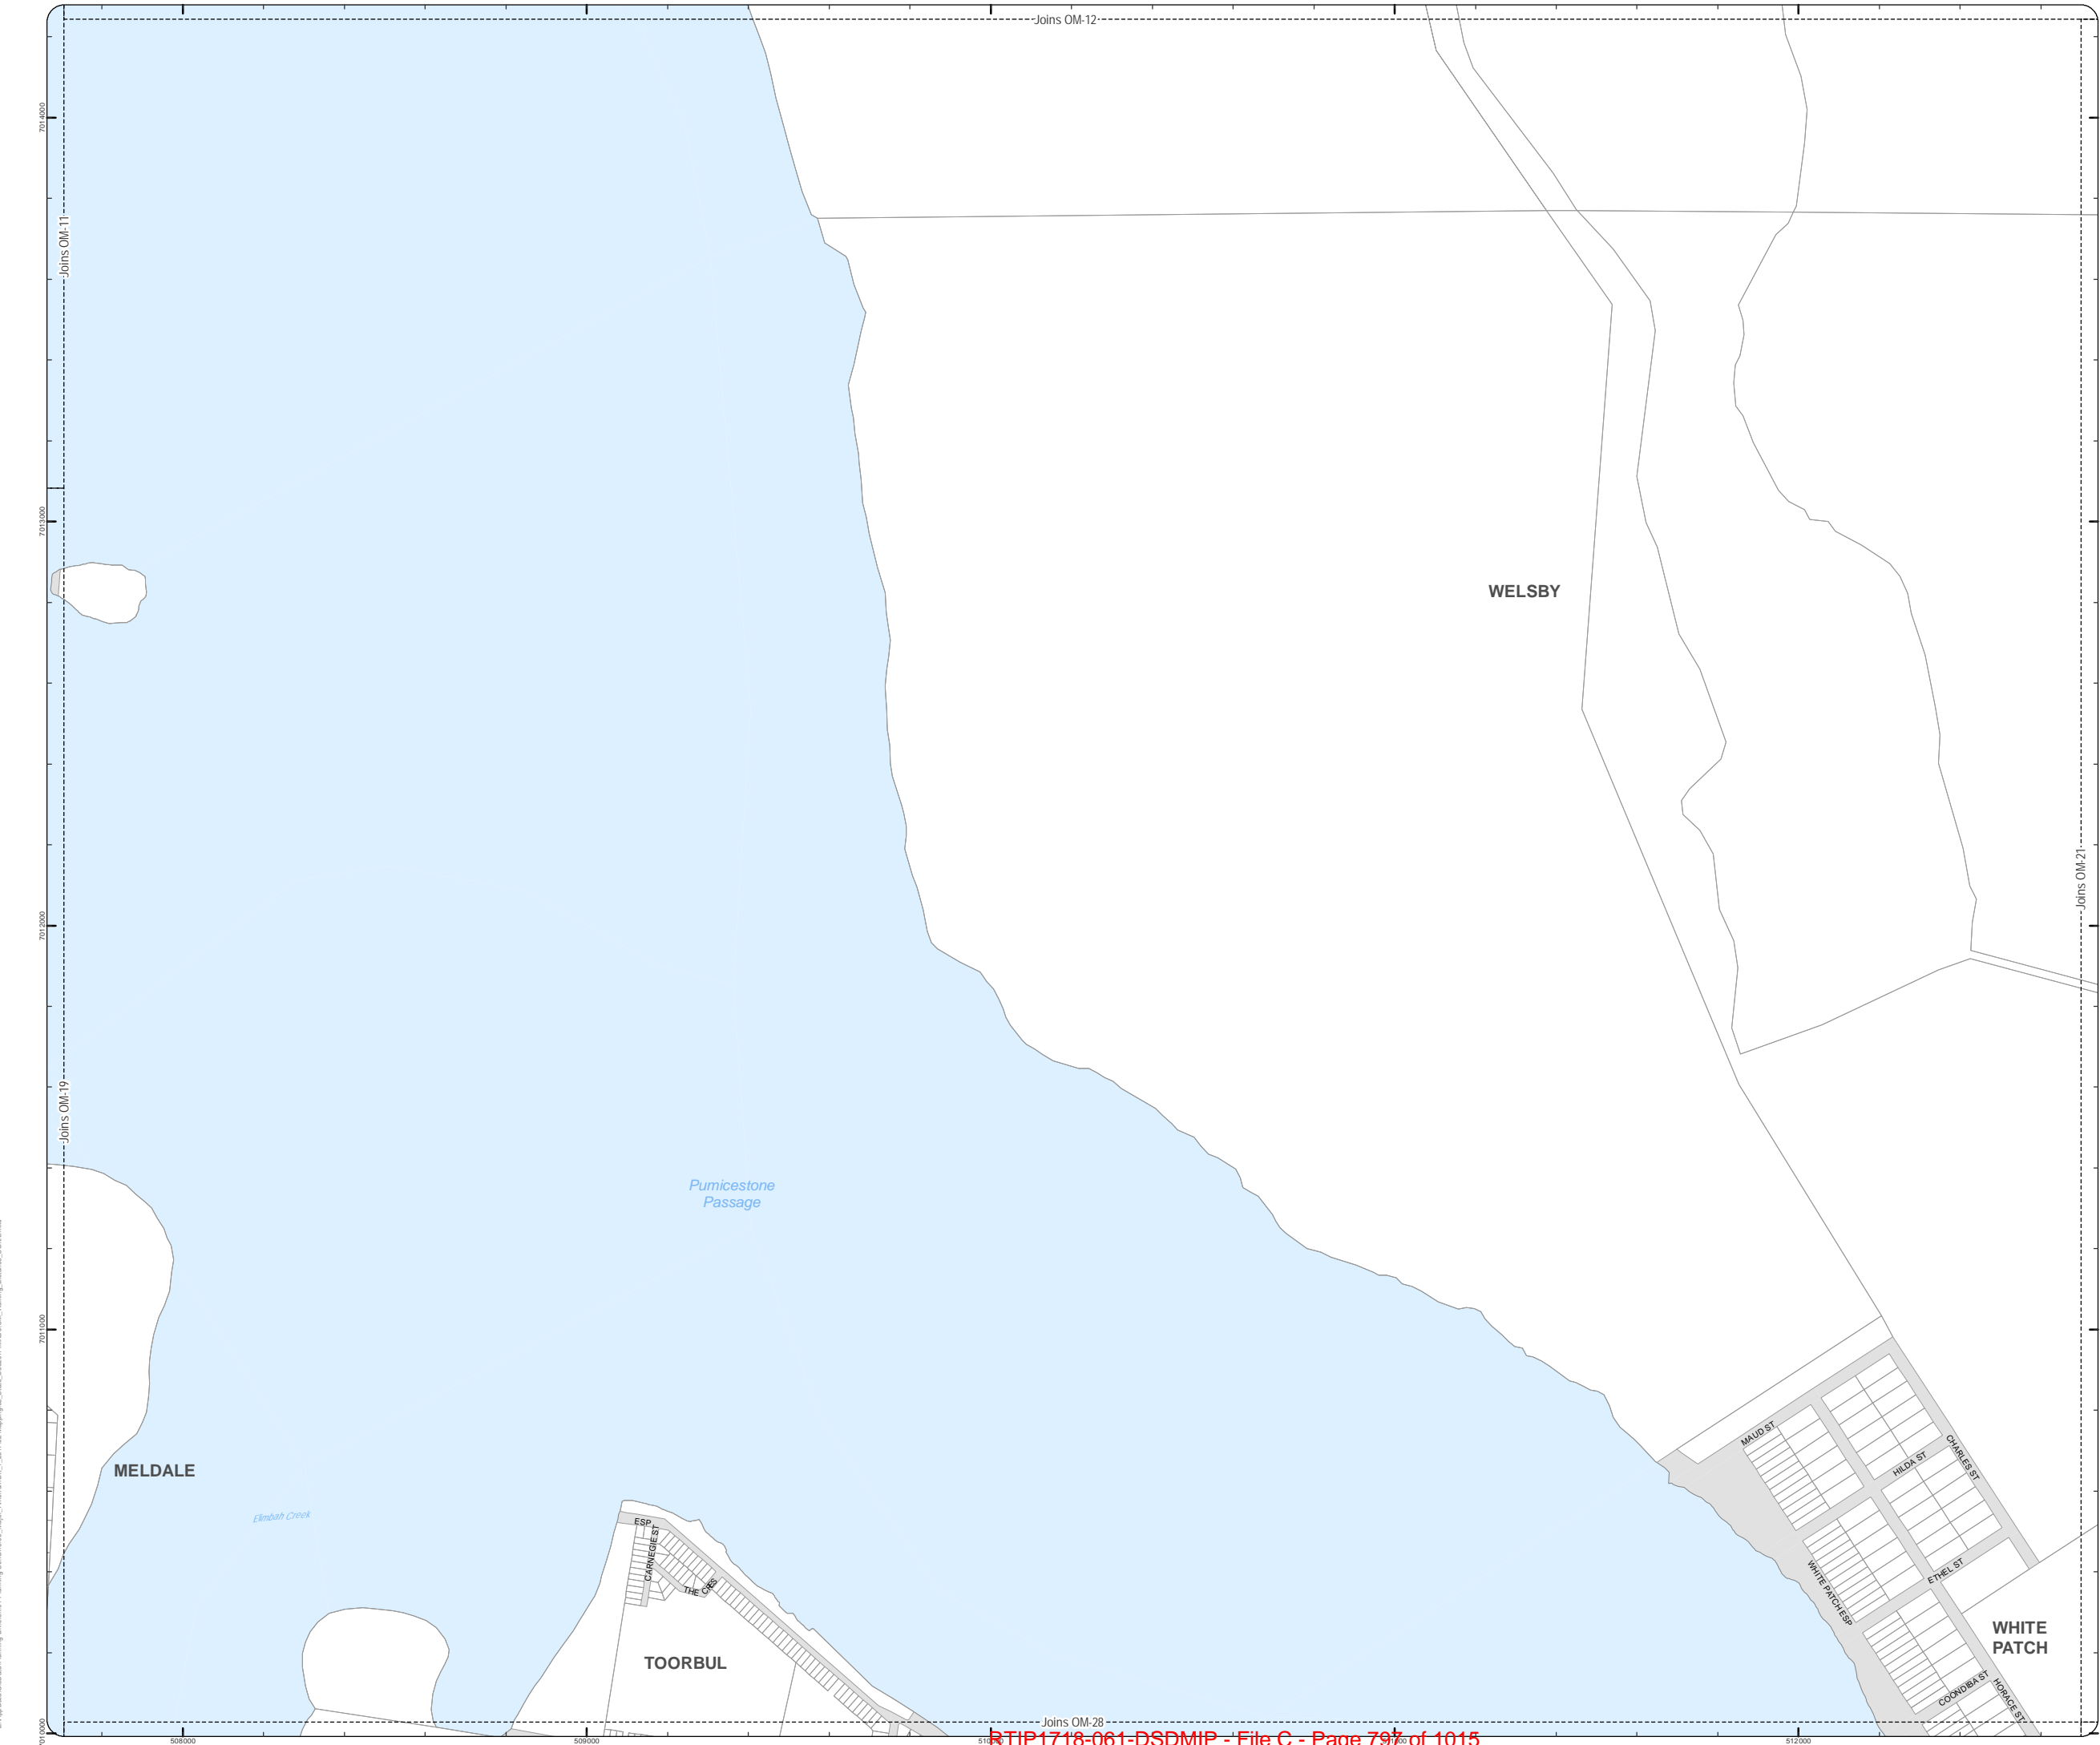 Joins OM-12
7014000
Joins OM-11
7013000
WELSBY
7012000
Joins OM-21
Joins OM-19
Pumicestone
Passage
7011000
MAUD ST
CHARLES ST
HILDA ST
MELDALE
Elimbah Creek
ESP
CARNEGIE ST
THE CRES
ETHEL ST
WHITE PATCH ESP
WHITE
PATCH
TOORBUL
COONDIBA ST
HORACE ST
Joins OM-28
508000
509000
512000
RTIP1718-061-DSDMIP - File C - Page 797 of 1015